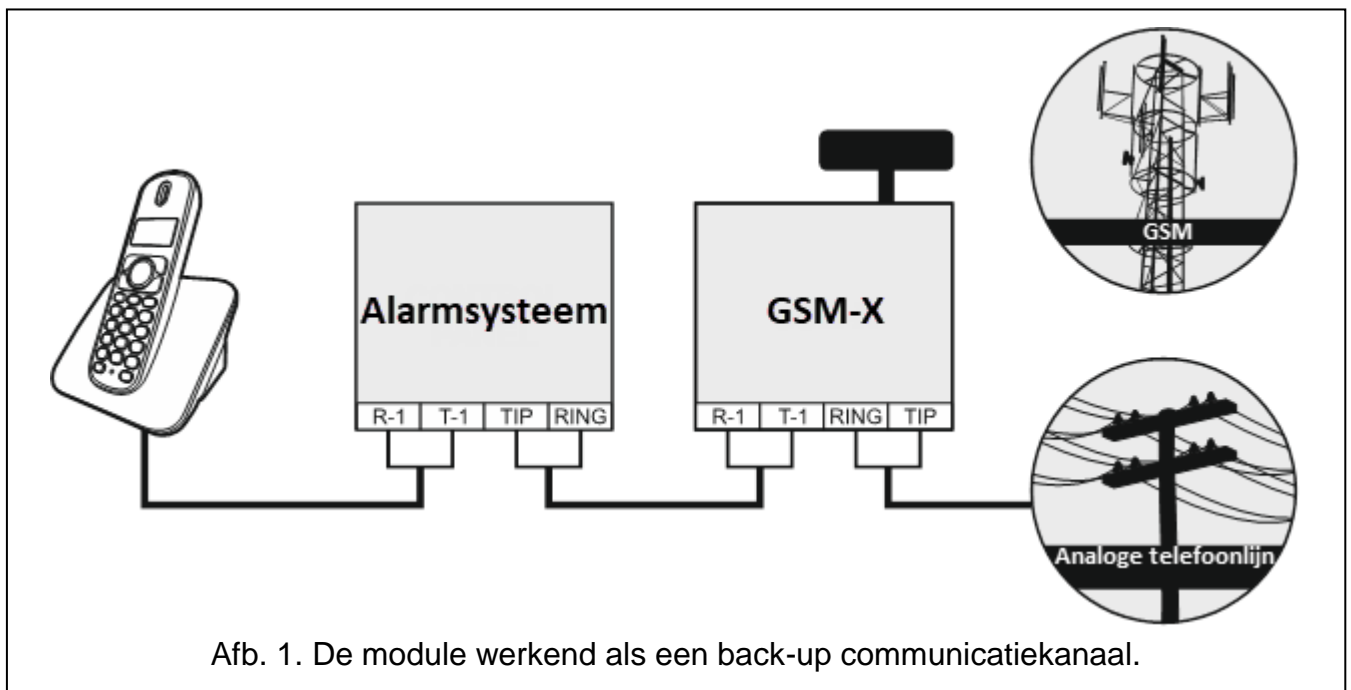 GSM
Alarmsysteem
GSM-X
R-1 T-1 TIP RING
R-1 T-1 RING TIP
Analoge telefoonlijn
Afb. 1. De module werkend als een back-up communicatiekanaal.